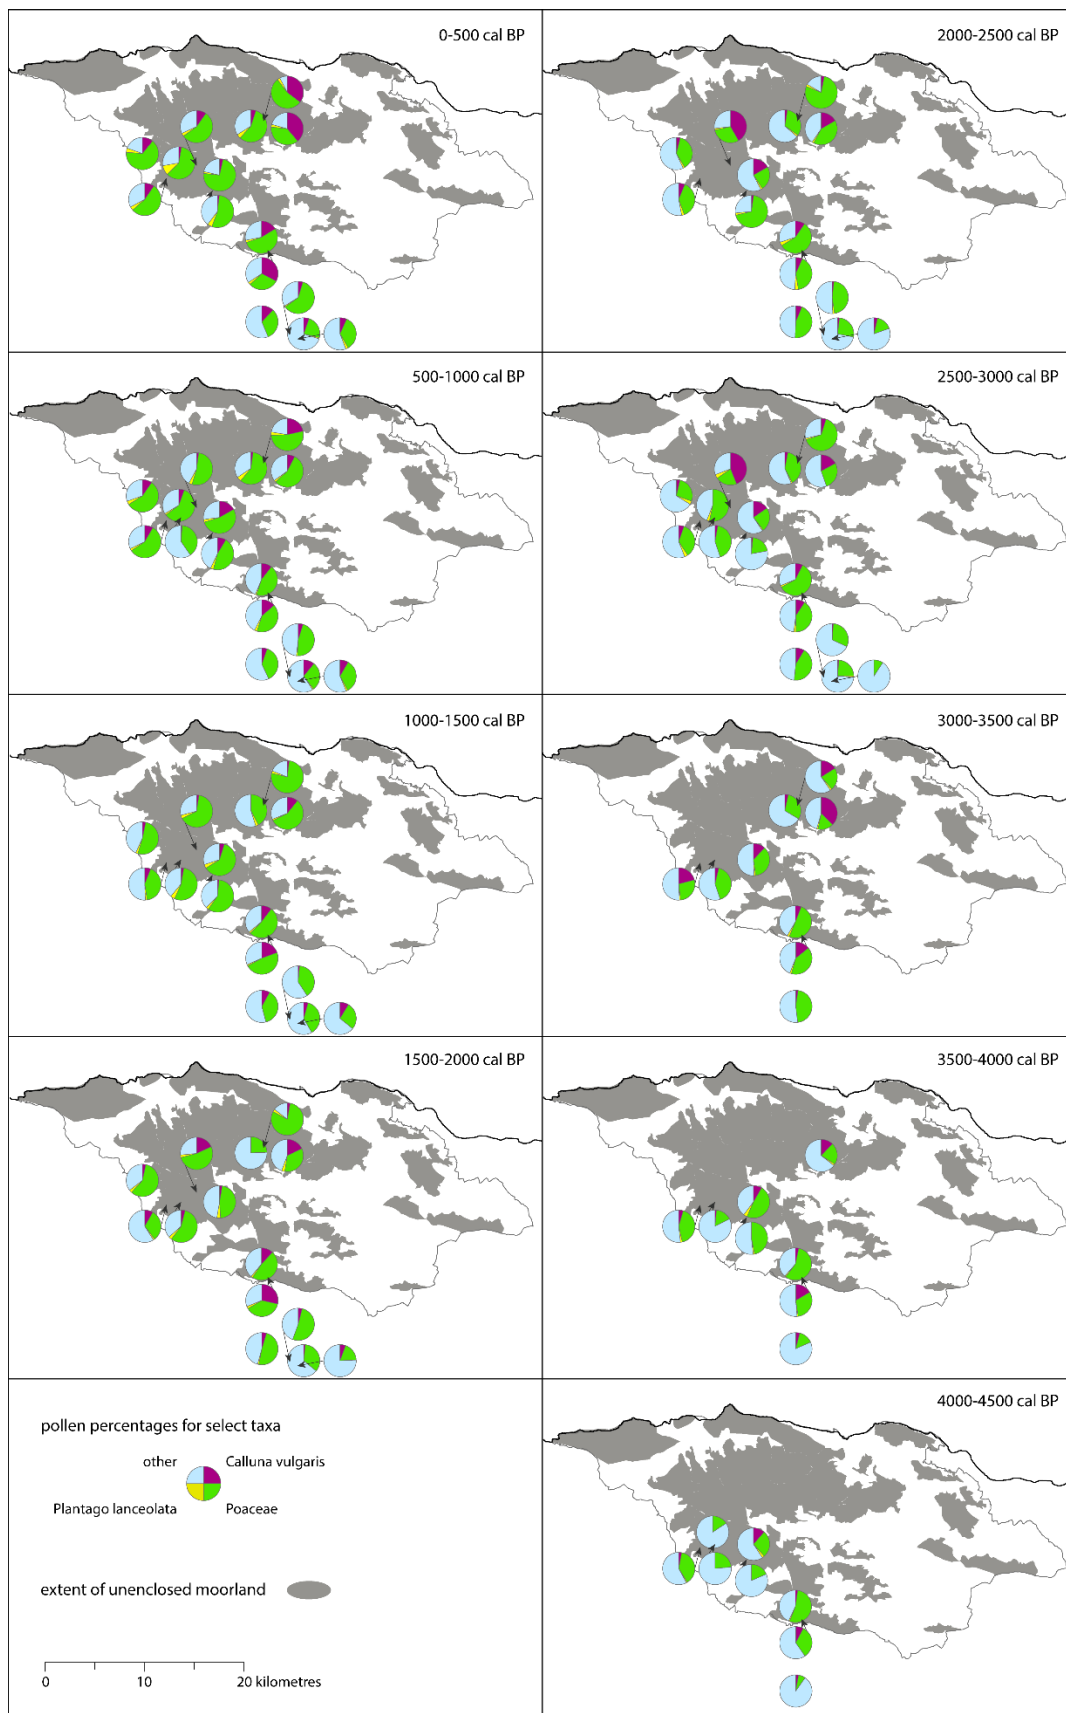 0-500 cal BP
2000-2500 cal BP
500-1000 cal BP
2500-3000 cal BP
1000-1500 cal BP
3000-3500 cal BP
1500-2000 cal BP
3500-4000 cal BP
pollen percentages for select taxa
other
Calluna vulgaris
Plantago lanceolata
Poaceae
extent of unenclosed moorland
0
10
20 kilometres
4000-4500 cal BP